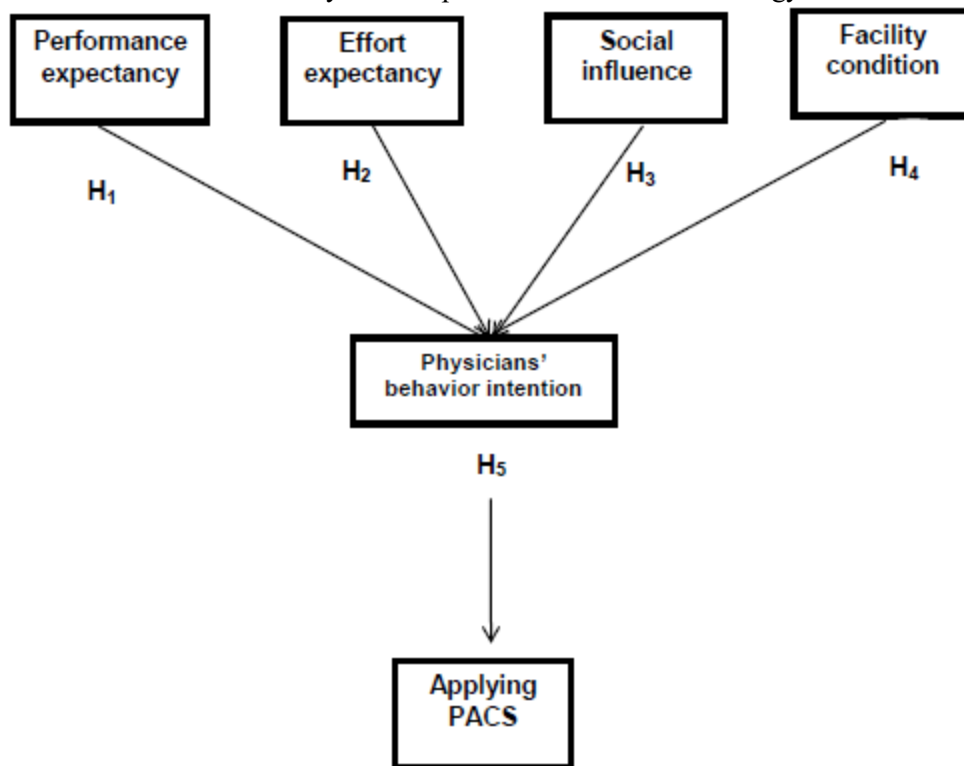 Performance
expectancy
Effort
expectancy
Social
influence
Facility
condition
H1
H2
H3
H4
Physicians'
behavior intention
H5
Applying
PACS